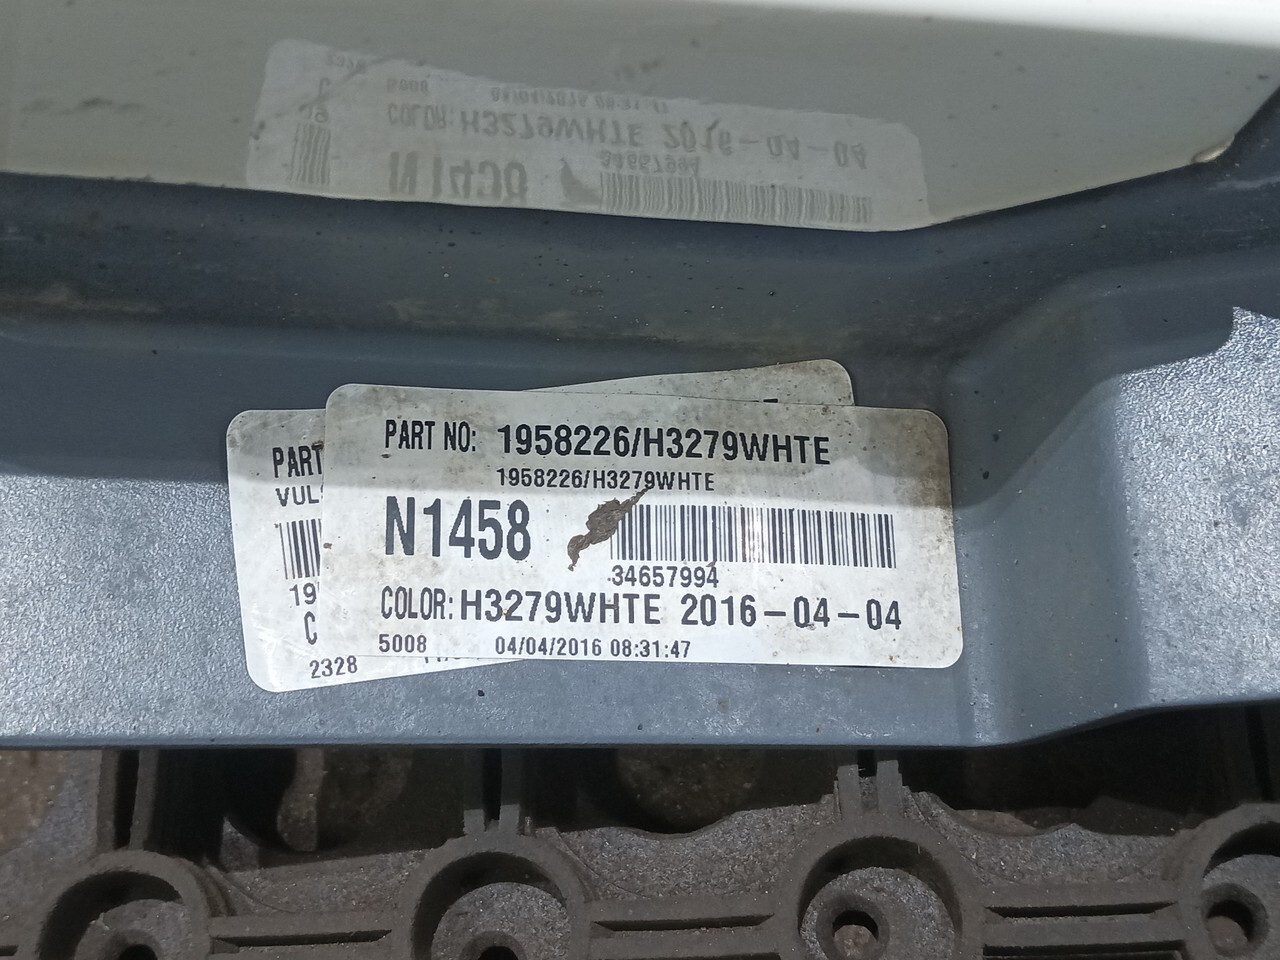 PART NO: 1958226/H3279WHTE
1958226/H3279WHTE
N1458
34657994
COLOR: H3279WHTE 2016-04-04
5008 04/04/2016 08:31:47
PART
2328